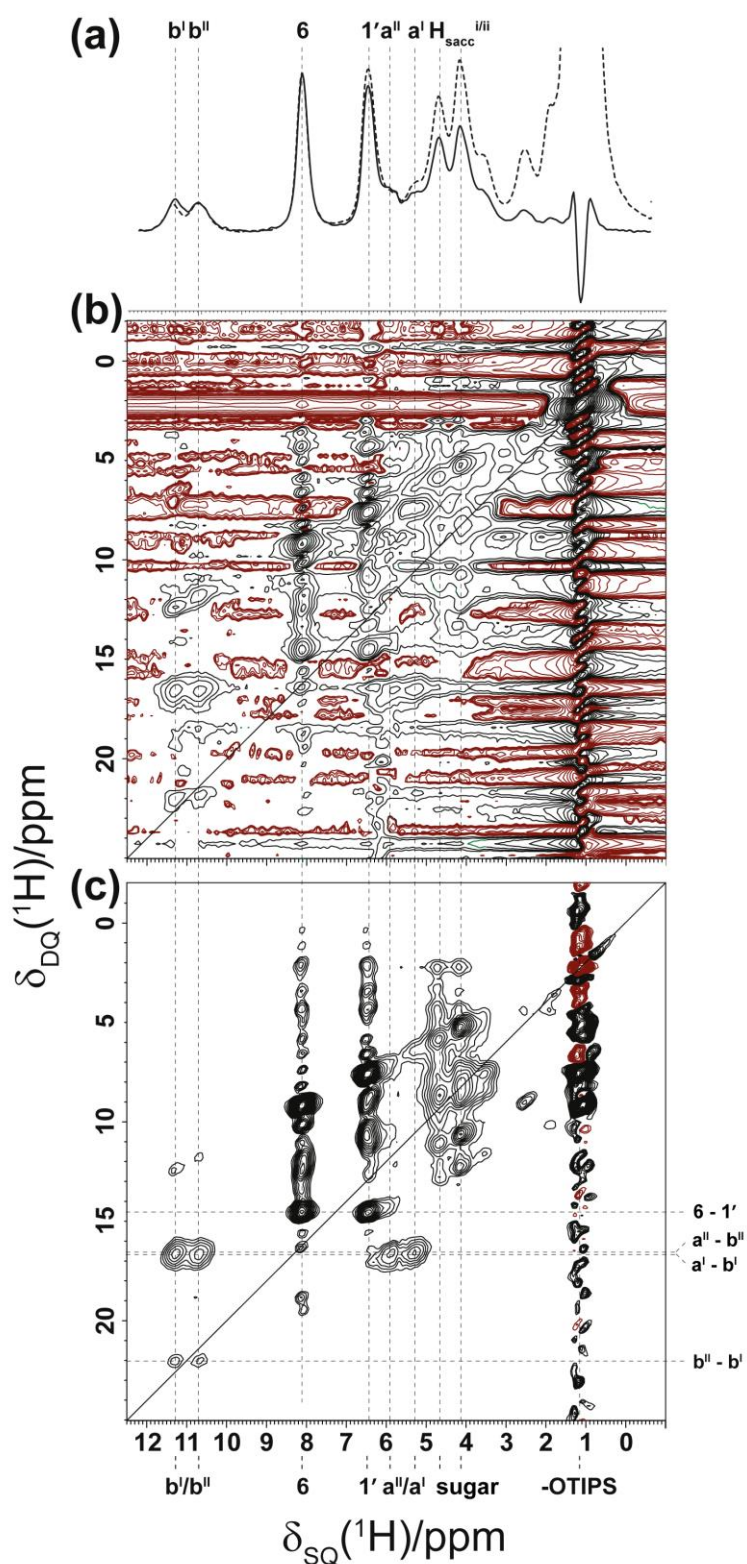 (a)
bᴵ bᴵᴵ 6 1′ aᴵᴵ aᴵ H_sacc^i/ii
(b)
0
5
10
15
20
δ_DQ(¹H)/ppm
(c)
0
5
10
15
20
6 - 1′
aᴵᴵ - bᴵᴵ
aᴵ - bᴵ
bᴵᴵ - bᴵ
12 11 10 9 8 7 6 5 4 3 2 1 0
bᴵ/bᴵᴵ 6 1′ aᴵᴵ/aᴵ sugar -OTIPS
δ_SQ(¹H)/ppm